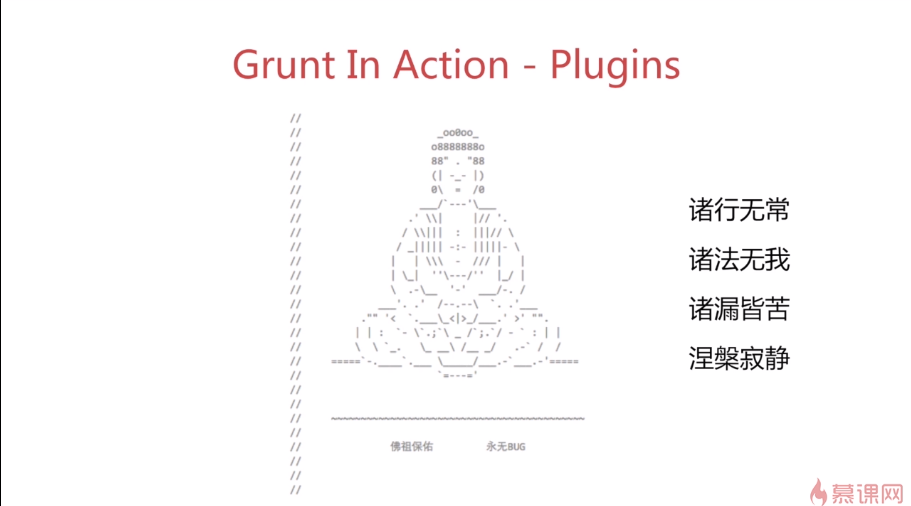 Grunt In Action - Plugins
//
//                       _oo0oo_
//                      o8888888o
//                      88" . "88
//                      (| -_- |)
//                      0\  =  /0
//                    ___/`---'\___
//                  .' \\|     |// '.
//                 / \\|||  :  |||// \
//                / _||||| -:- |||||- \
//               |   | \\\  -  /// |   |
//               | \_|  ''\---/''  |_/ |
//               \  .-\__  '-'  ___/-. /
//             ___'. .'  /--.--\  `. .'___
//          ."" '<  `.___\_<|>_/___.' >' "".
//         | | :  `- \`.;`\ _ /`;.`/ - ` : | |
//         \  \ `_.   \_ __\ /__ _/   .-` /  /
//     =====`-.____`.___ \_____/___.-`___.-'=====
//                       `=---='
//
//
//     ~~~~~~~~~~~~~~~~~~~~~~~~~~~~~~~~~~~~~~~~~~~
//
//               佛祖保佑         永无BUG
//
//
//
诸行无常
诸法无我
诸漏皆苦
涅槃寂静
慕课网